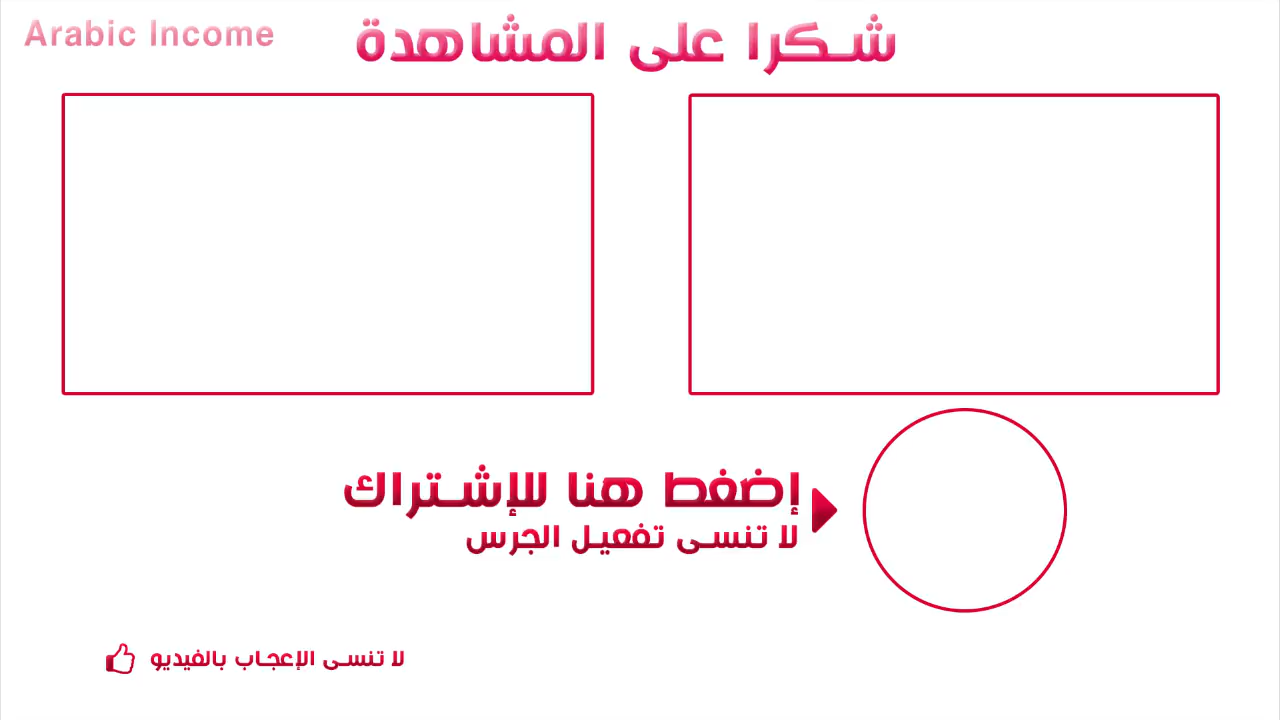 Arabic Income
شكرا على المشاهدة
إضغط هنا للإشتراك
لا تنسى تفعيل الجرس
لا تنسى الإعجاب بالفيديو